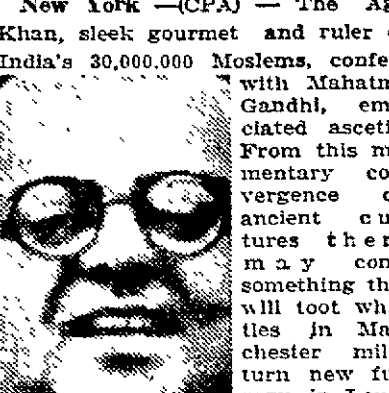 New York —(CPA) — The Ag
Khan, sleek gourmet and ruler
India's 30,000,000 Moslems, confe
with Mahatm
Gandhi, em
ciated asceti
From this m
mentary co
vergence
ancient cu
tures ther
may con
something th
will toot wh
tles in Ma
chester mil
turn new fu